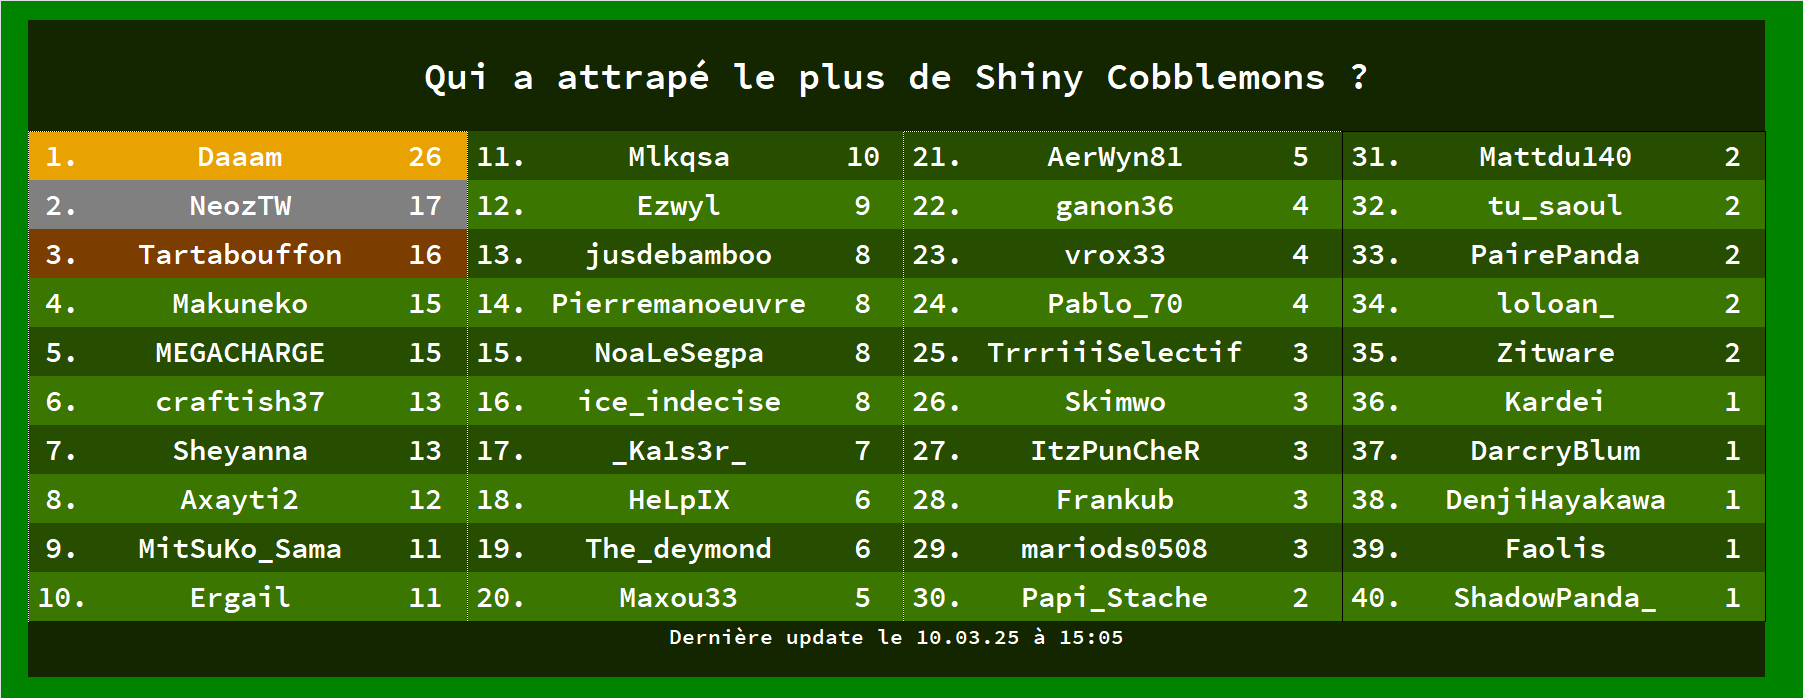 Qui a attrapé le plus de Shiny Cobblemons ?
1. Daaam 26
2. NeozTW 17
3. Tartabouffon 16
4. Makuneko 15
5. MEGACHARGE 15
6. craftish37 13
7. Sheyanna 13
8. Axayti2 12
9. MitSuKo_Sama 11
10. Ergail 11
11. Mlkqsa 10
12. Ezwyl 9
13. jusdebamboo 8
14. Pierremanoeuvre 8
15. NoaLeSegpa 8
16. ice_indecise 8
17. _Ka1s3r_ 7
18. HeLpIX 6
19. The_deymond 6
20. Maxou33 5
21. AerWyn81 5
22. ganon36 4
23. vrox33 4
24. Pablo_70 4
25. TrrriiiSelectif 3
26. Skimwo 3
27. ItzPunCheR 3
28. Frankub 3
29. mariods0508 3
30. Papi_Stache 2
31. Mattdu140 2
32. tu_saoul 2
33. PairePanda 2
34. loloan_ 2
35. Zitware 2
36. Kardei 1
37. DarcryBlum 1
38. DenjiHayakawa 1
39. Faolis 1
40. ShadowPanda_ 1
Dernière update le 10.03.25 à 15:05